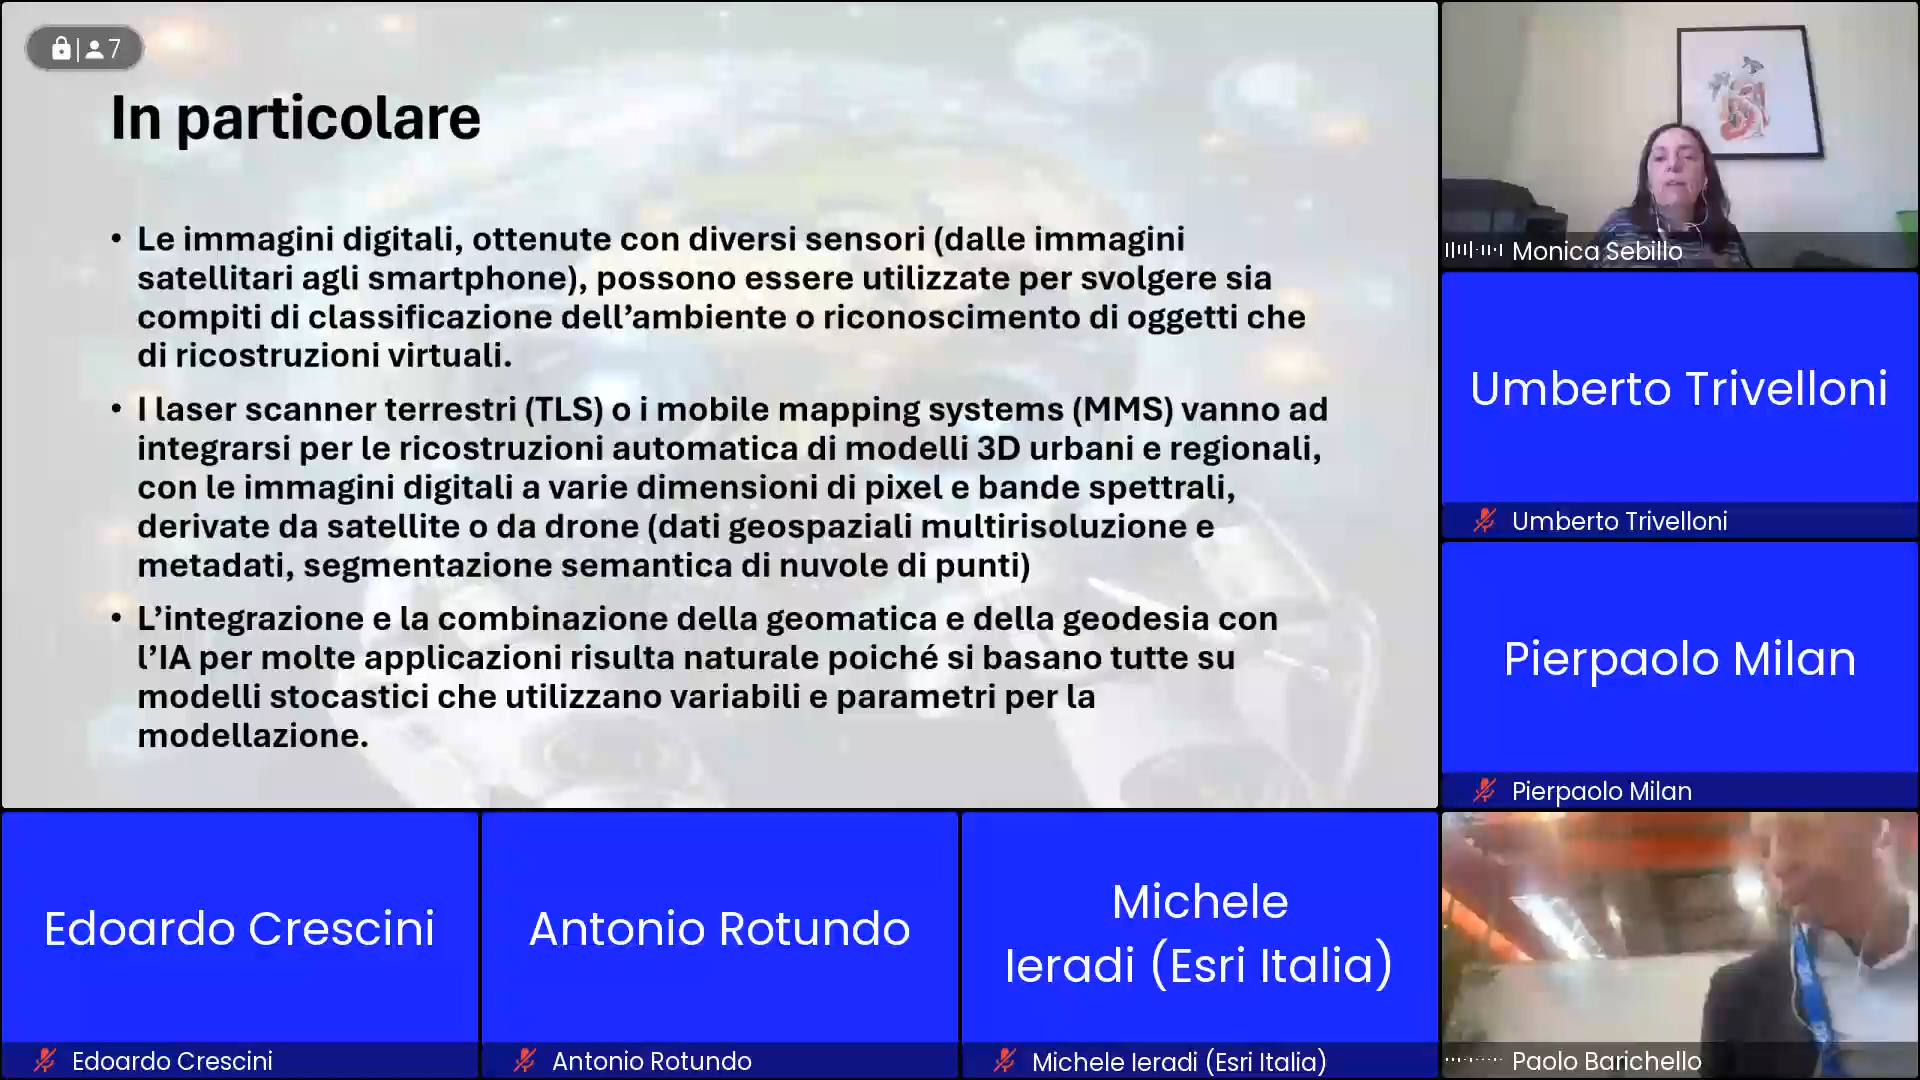 7
In particolare
• Le immagini digitali, ottenute con diversi sensori (dalle immagini
satellitari agli smartphone), possono essere utilizzate per svolgere sia
compiti di classificazione dell’ambiente o riconoscimento di oggetti che
di ricostruzioni virtuali.
• I laser scanner terrestri (TLS) o i mobile mapping systems (MMS) vanno ad
integrarsi per le ricostruzioni automatica di modelli 3D urbani e regionali,
con le immagini digitali a varie dimensioni di pixel e bande spettrali,
derivate da satellite o da drone (dati geospaziali multirisoluzione e
metadati, segmentazione semantica di nuvole di punti)
• L’integrazione e la combinazione della geomatica e della geodesia con
l’IA per molte applicazioni risulta naturale poiché si basano tutte su
modelli stocastici che utilizzano variabili e parametri per la
modellazione.
Monica Sebillo
Umberto Trivelloni
Umberto Trivelloni
Pierpaolo Milan
Pierpaolo Milan
Edoardo Crescini
Edoardo Crescini
Antonio Rotundo
Antonio Rotundo
Michele
Ieradi (Esri Italia)
Michele Ieradi (Esri Italia)
Paolo Barichello